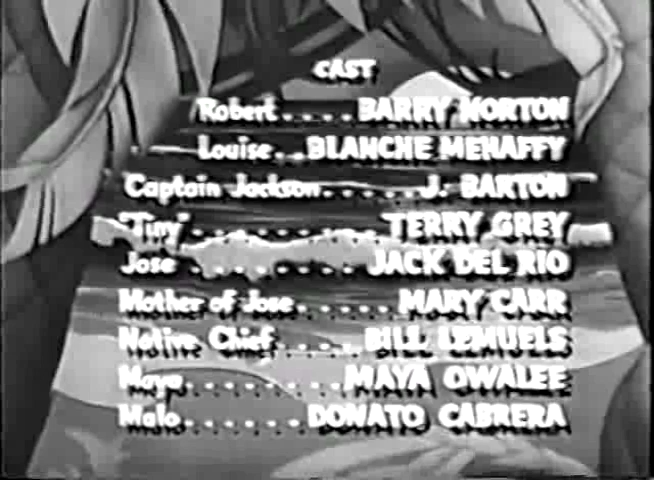 CAST
Robert.... BARRY NORTON
Louise...BLANCHE MEHAFFY
Captain Jackson......J. BARTON
"Tiny"..........TERRY GREY
Jose..........JACK DEL RIO
Mother of Jose.....MARY CARR
Native Chief.....BILL LEMUELS
Maya........MAYA OWALEE
Malo......DONATO CABRERA